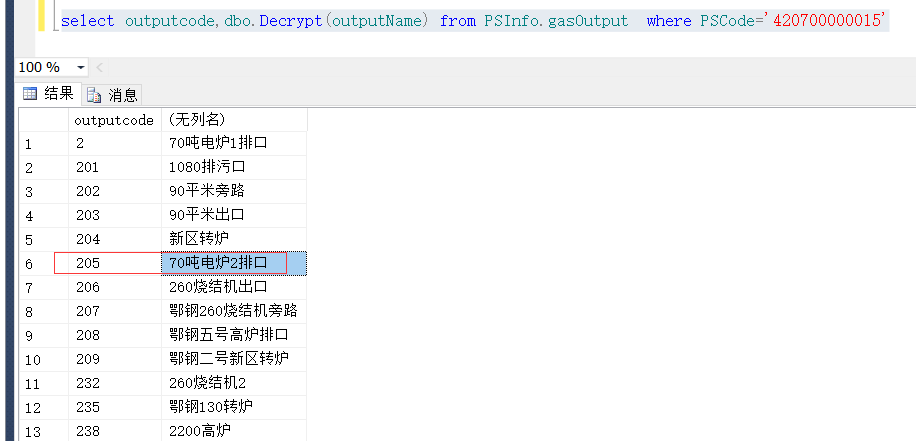 select outputcode,dbo.Decrypt(outputName) from PSInfo.gasOutput  where PSCode='420700000015'
100 %
结果 消息
outputcode (无列名)
1 2 70吨电炉1排口
2 201 1080排污口
3 202 90平米旁路
4 203 90平米出口
5 204 新区转炉
6 205 70吨电炉2排口
7 206 260烧结机出口
8 207 鄂钢260烧结机旁路
9 208 鄂钢五号高炉排口
10 209 鄂钢二号新区转炉
11 232 260烧结机2
12 235 鄂钢130转炉
13 238 2200高炉